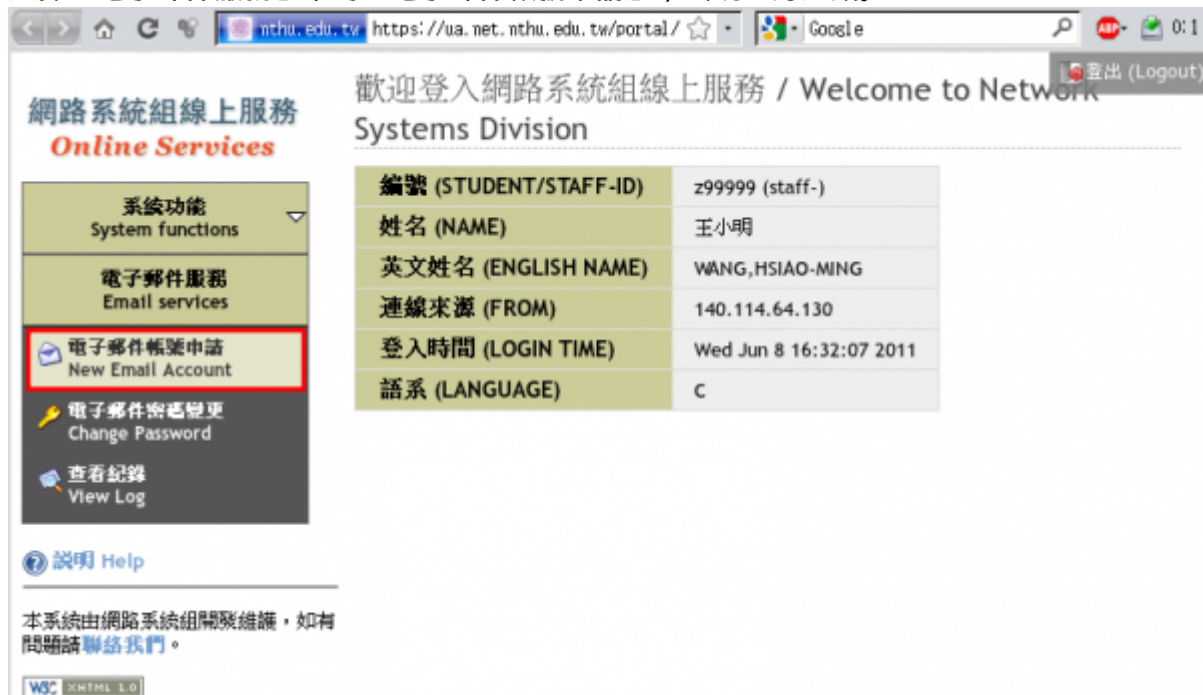 nthu.edu.tw https://ua.net.nthu.edu.tw/portal/ Google ABP
登出 (Logout)
網路系統組線上服務
Online Services
系統功能
System functions
電子郵件服務
Email services
電子郵件帳號申請
New Email Account
電子郵件密碼變更
Change Password
查看紀錄
View Log
說明 Help
本系統由網路系統組開發維護，如有
問題請聯絡我們。
W3C XHTML 1.0
歡迎登入網路系統組線上服務 / Welcome to Network
Systems Division
編號 (STUDENT/STAFF-ID) z99999 (staff-)
姓名 (NAME) 王小明
英文姓名 (ENGLISH NAME) WANG,HSIAO-MING
連線來源 (FROM) 140.114.64.130
登入時間 (LOGIN TIME) Wed Jun 8 16:32:07 2011
語系 (LANGUAGE) C